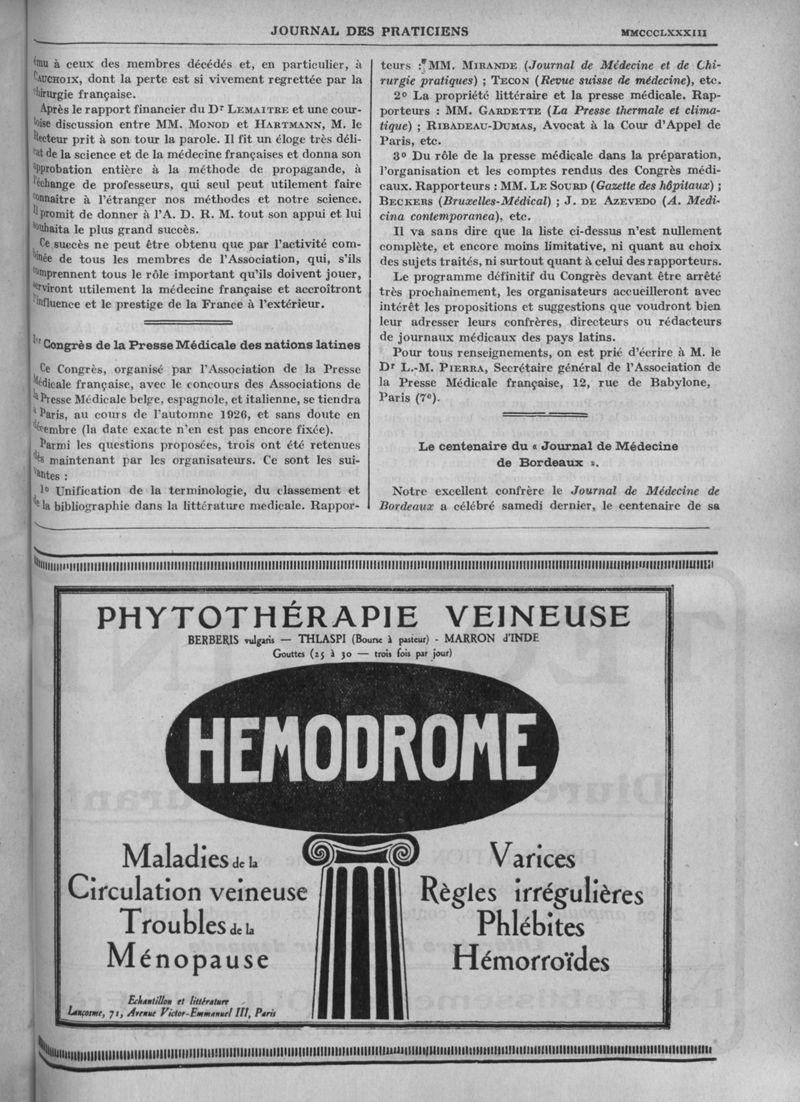 JOURNAL DES PRATICIENS
MMCCCLXXXIII
ému à ceux des membres décédés et, en particulier, à
CAUCHOIX, dont la perte est si vivement regrettée par la
chirurgie française.
Après le rapport financier du Dr LEMAITRE et une cour-
toise discussion entre MM. MONOD et HARTMANN, M. le
Recteur prit à son tour la parole. Il fit un éloge très déli-
cat de la science et de la médecine françaises et donna son
approbation entière à la méthode de propagande, à
l'échange de professeurs, qui seul peut utilement faire
connaître à l'étranger nos méthodes et notre science.
Il promit de donner à l'A. D. R. M. tout son appui et lui
souhaita le plus grand succès.
Ce succès ne peut être obtenu que par l'activité com-
binée de tous les membres de l'Association, qui, s'ils
comprennent tous le rôle important qu'ils doivent jouer,
serviront utilement la médecine française et accroîtront
l'influence et le prestige de la France à l'extérieur.
1er Congrès de la Presse Médicale des nations latines
Ce Congrès, organisé par l'Association de la Presse
Médicale française, avec le concours des Associations de
la Presse Médicale belge, espagnole, et italienne, se tiendra
à Paris, au cours de l'automne 1926, et sans doute en
décembre (la date exacte n'en est pas encore fixée).
Parmi les questions proposées, trois ont été retenues
dès maintenant par les organisateurs. Ce sont les sui-
vantes :
1o Unification de la terminologie, du classement et
de la bibliographie dans la littérature medicale. Rappor-
teurs : MM. MIRANDE (Journal de Médecine et de Chi-
rurgie pratiques) ; TECON (Revue suisse de médecine), etc.
2o La propriété littéraire et la presse médicale. Rap-
porteurs : MM. GARDETTE (La Presse thermale et clima-
tique) ; RIBADEAU-DUMAS, Avocat à la Cour d'Appel de
Paris, etc.
3o Du rôle de la presse médicale dans la préparation,
l'organisation et les comptes rendus des Congrès médi-
caux. Rapporteurs : MM. LE SOURD (Gazette des hôpitaux) ;
BECKERS (Bruxelles-Médical) ; J. DE AZEVEDO (A. Medi-
cina contemporanea), etc.
Il va sans dire que la liste ci-dessus n'est nullement
complète, et encore moins limitative, ni quant au choix
des sujets traités, ni surtout quant à celui des rapporteurs.
Le programme définitif du Congrès devant être arrêté
très prochainement, les organisateurs accueilleront avec
intérêt les propositions et suggestions que voudront bien
leur adresser leurs confrères, directeurs ou rédacteurs
de journaux médicaux des pays latins.
Pour tous renseignements, on est prié d'écrire à M. le
Dr L.-M. PIERRA, Secrétaire général de l'Association de
la Presse Médicale française, 12, rue de Babylone,
Paris (7e).
Le centenaire du « Journal de Médecine
de Bordeaux ».
Notre excellent confrère le Journal de Médecine de
Bordeaux a célébré samedi dernier, le centenaire de sa
PHYTOTHÉRAPIE VEINEUSE
BERBERIS vulgaris — THLASPI (Bourse à pasteur) - MARRON d'INDE
Gouttes (25 à 30 — trois fois par jour)
HEMODROME
Maladies de la
Circulation veineuse
Troubles de la
Ménopause
Varices
Règles irrégulières
Phlébites
Hémorroïdes
Echantillon et littérature
Lançosme, 71, Avenue Victor-Emmanuel III, Paris